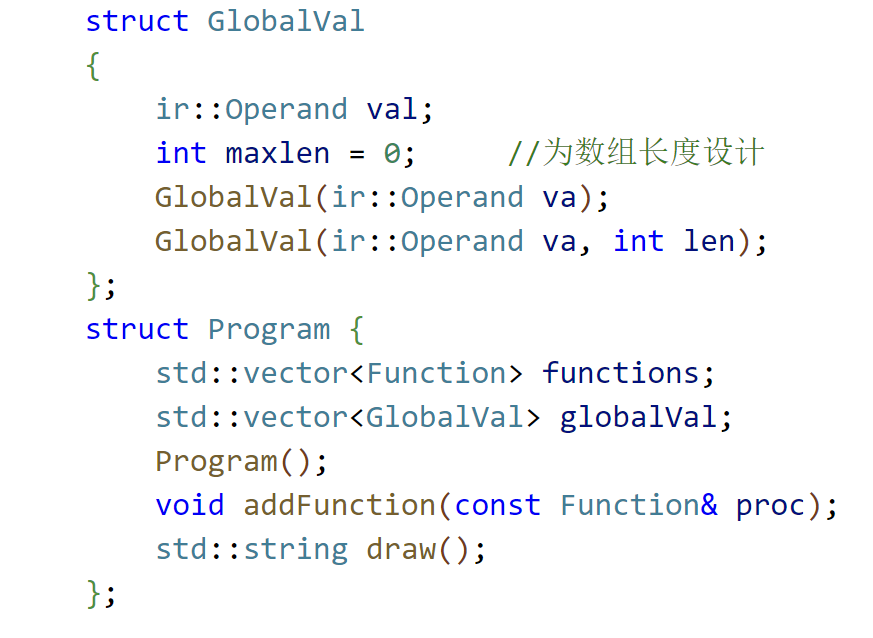 struct GlobalVal
{
    ir::Operand val;
    int maxlen = 0;     //为数组长度设计
    GlobalVal(ir::Operand va);
    GlobalVal(ir::Operand va, int len);
};
struct Program {
    std::vector<Function> functions;
    std::vector<GlobalVal> globalVal;
    Program();
    void addFunction(const Function& proc);
    std::string draw();
};